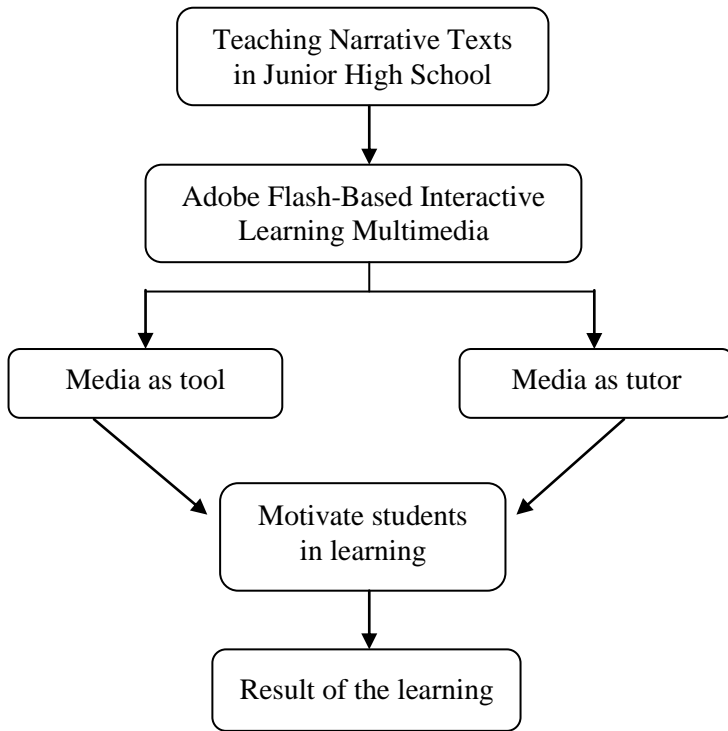 Teaching Narrative Texts
in Junior High School
Adobe Flash-Based Interactive
Learning Multimedia
Media as tool
Media as tutor
Motivate students
in learning
Result of the learning